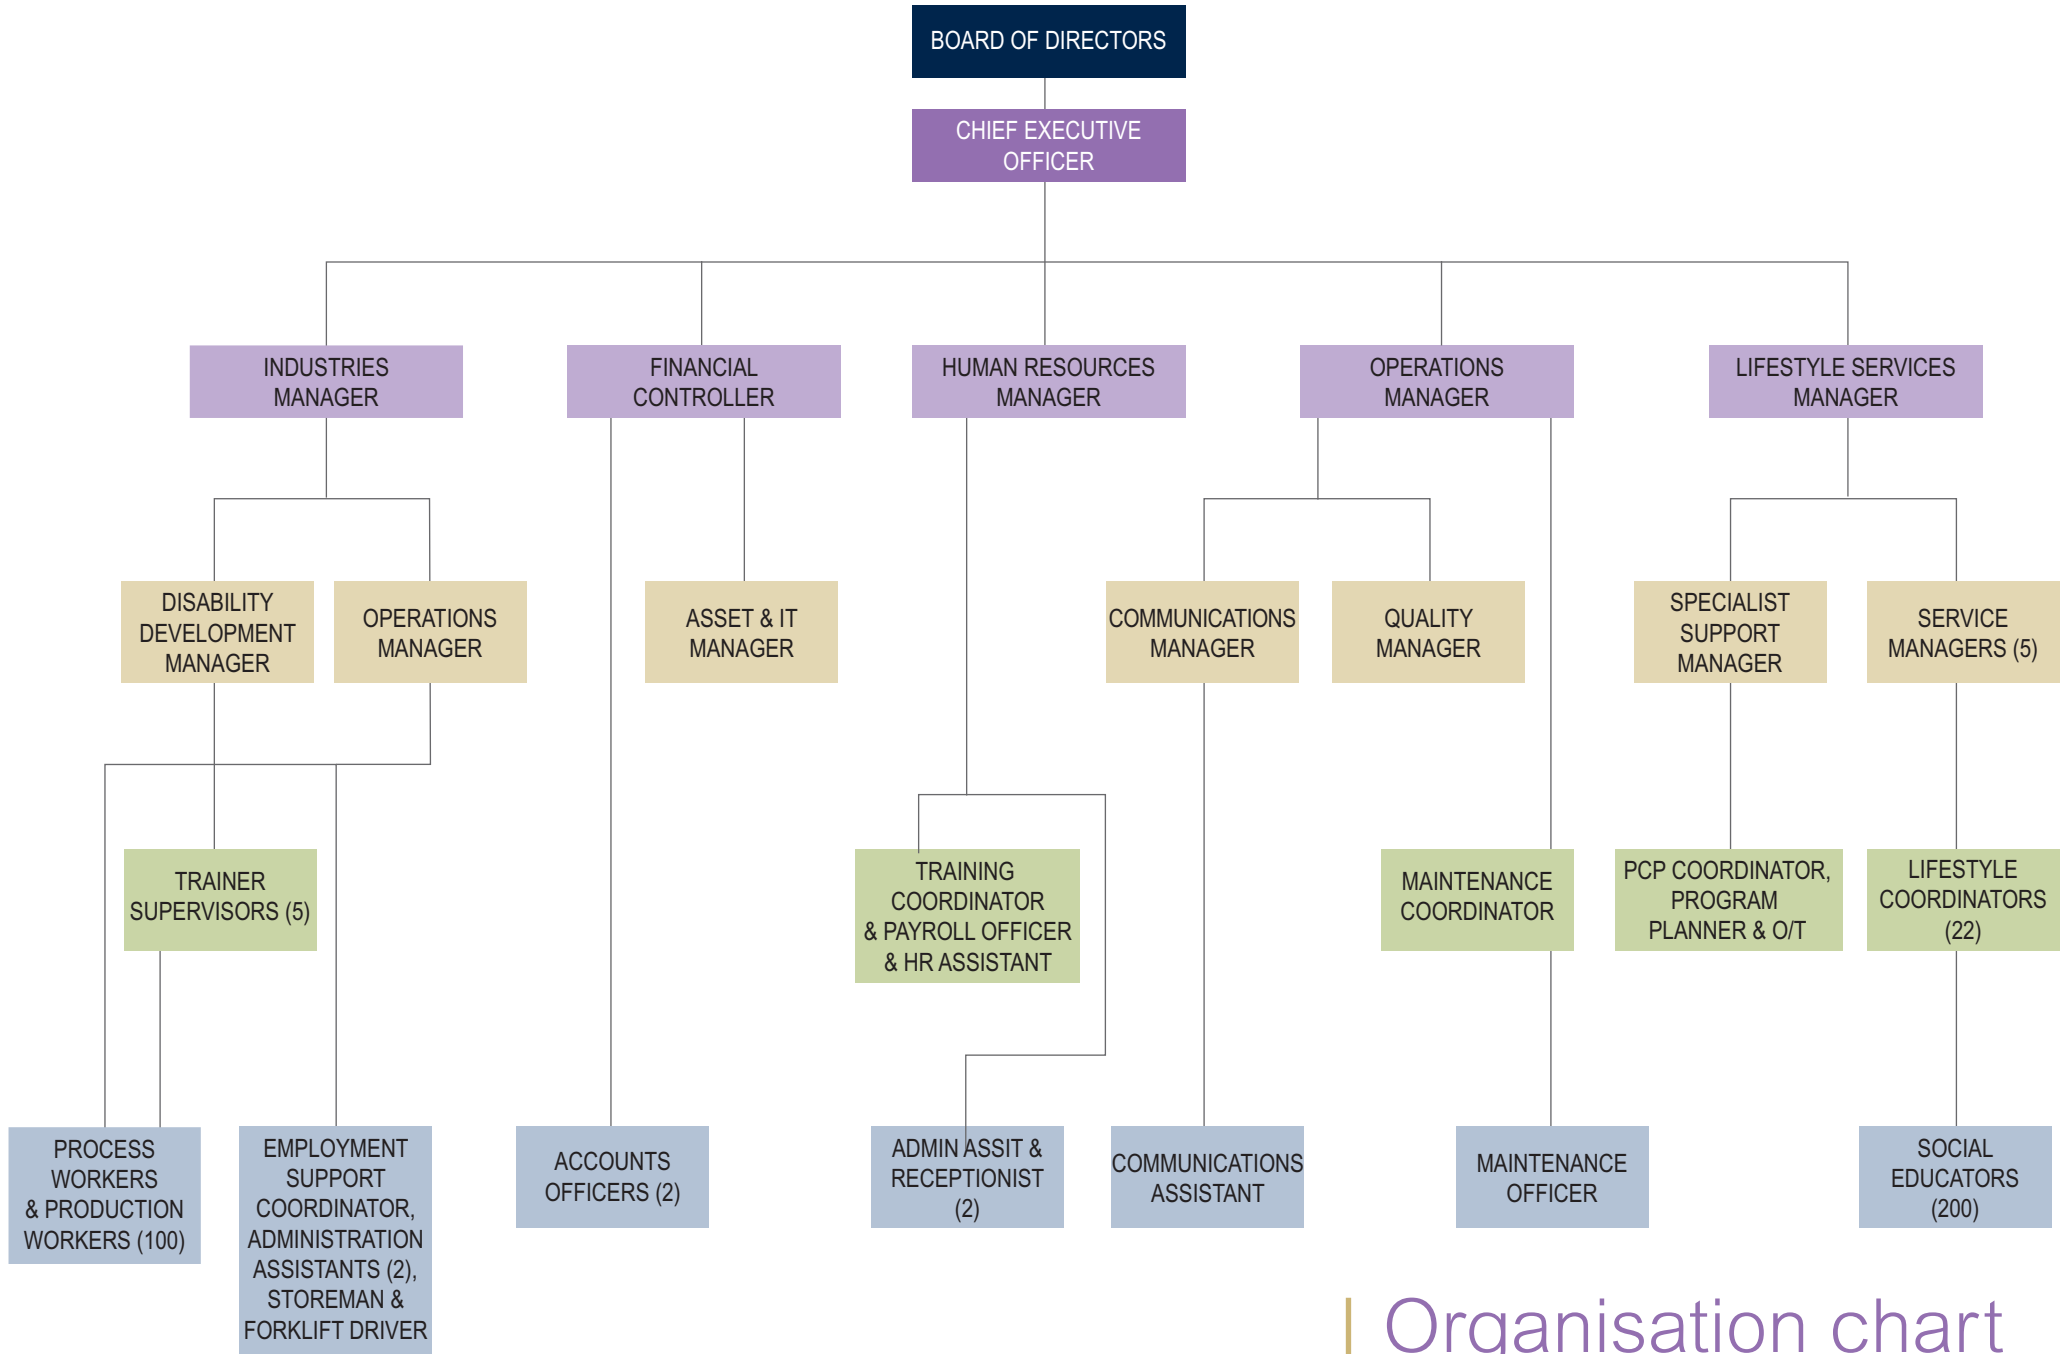 BOARD OF DIRECTORS
CHIEF EXECUTIVE
OFFICER
INDUSTRIES
MANAGER
FINANCIAL
CONTROLLER
HUMAN RESOURCES
MANAGER
OPERATIONS
MANAGER
LIFESTYLE SERVICES
MANAGER
DISABILITY
DEVELOPMENT
MANAGER
OPERATIONS
MANAGER
ASSET & IT
MANAGER
COMMUNICATIONS
MANAGER
QUALITY
MANAGER
SPECIALIST
SUPPORT
MANAGER
SERVICE
MANAGERS (5)
TRAINER
SUPERVISORS (5)
TRAINING
COORDINATOR
& PAYROLL OFFICER
& HR ASSISTANT
MAINTENANCE
COORDINATOR
PCP COORDINATOR,
PROGRAM
PLANNER & O/T
LIFESTYLE
COORDINATORS
(22)
PROCESS
WORKERS
& PRODUCTION
WORKERS (100)
EMPLOYMENT
SUPPORT
COORDINATOR,
ADMINISTRATION
ASSISTANTS (2),
STOREMAN &
FORKLIFT DRIVER
ACCOUNTS
OFFICERS (2)
ADMIN ASSIT &
RECEPTIONIST
(2)
COMMUNICATIONS
ASSISTANT
MAINTENANCE
OFFICER
SOCIAL
EDUCATORS
(200)
Organisation chart